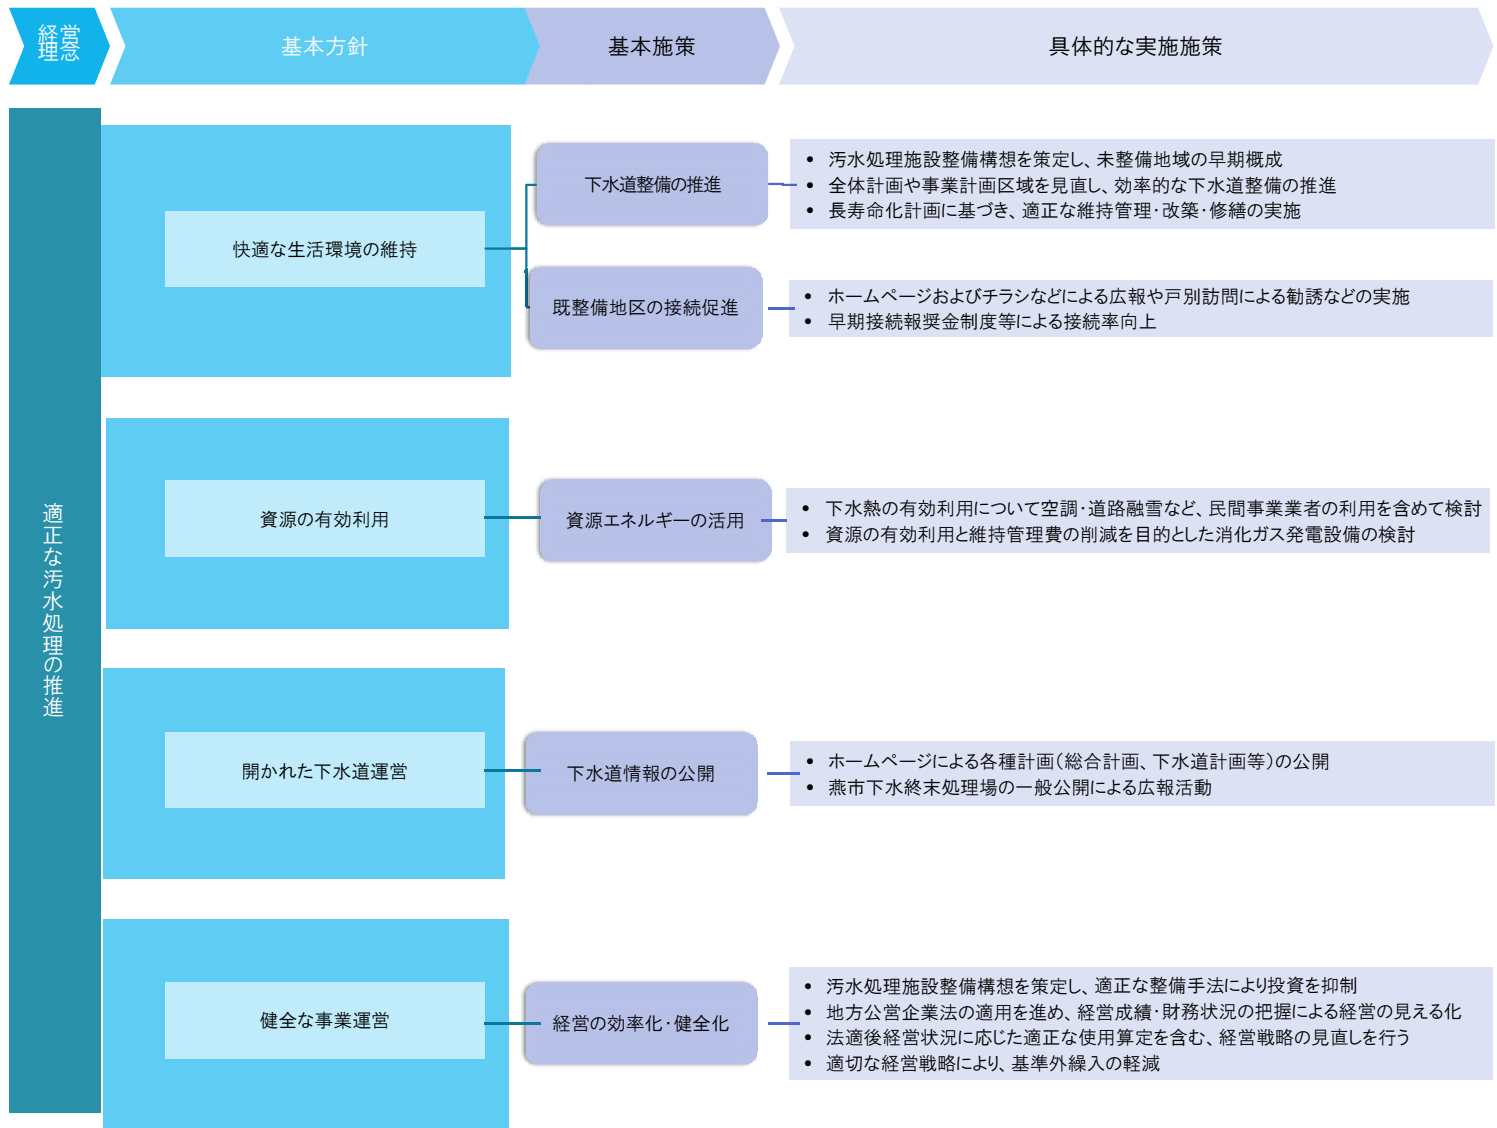 経営
理念
基本方針
基本施策
具体的な実施施策
適正な汚水処理の推進
快適な生活環境の維持
下水道整備の推進
• 汚水処理施設整備構想を策定し、未整備地域の早期概成
• 全体計画や事業計画区域を見直し、効率的な下水道整備の推進
• 長寿命化計画に基づき、適正な維持管理・改築・修繕の実施
既整備地区の接続促進
• ホームページおよびチラシなどによる広報や戸別訪問による勧誘などの実施
• 早期接続報奨金制度等による接続率向上
資源の有効利用
資源エネルギーの活用
• 下水熱の有効利用について空調・道路融雪など、民間事業業者の利用を含めて検討
• 資源の有効利用と維持管理費の削減を目的とした消化ガス発電設備の検討
開かれた下水道運営
下水道情報の公開
• ホームページによる各種計画（総合計画、下水道計画等）の公開
• 燕市下水終末処理場の一般公開による広報活動
健全な事業運営
経営の効率化・健全化
• 汚水処理施設整備構想を策定し、適正な整備手法により投資を抑制
• 地方公営企業法の適用を進め、経営成績・財務状況の把握による経営の見える化
• 法適後経営状況に応じた適正な使用算定を含む、経営戦略の見直しを行う
• 適切な経営戦略により、基準外繰入の軽減